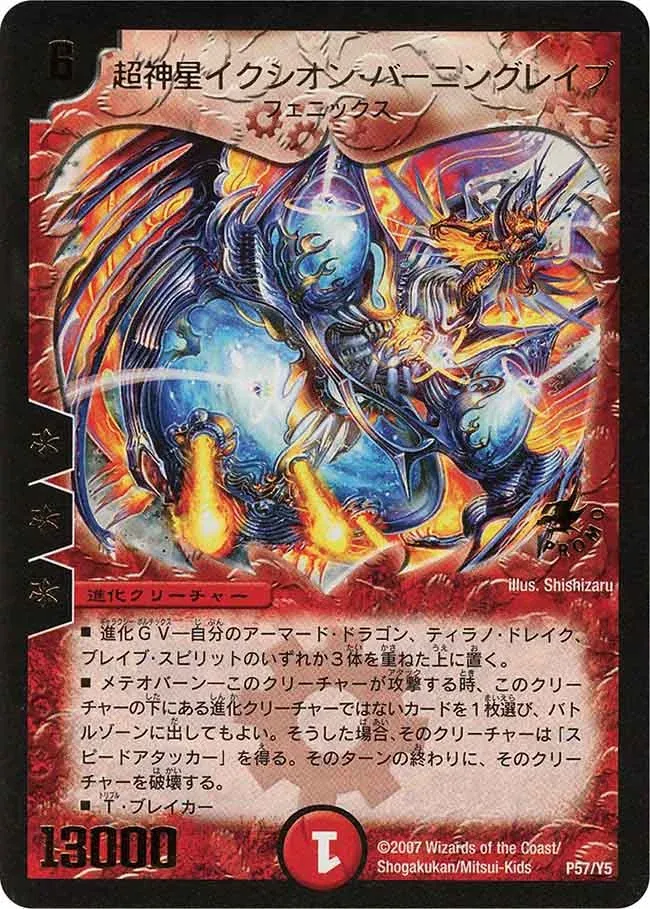 6
超神星イクシオン・バーニングレイブ
フェニックス
PROMO
illus. Shishizaru
進化クリーチャー
■ 進化GV―自分のアーマード・ドラゴン、ティラノ・ドレイク、
ブレイブ・スピリットのいずれか3体を重ねた上に置く。
■ メテオバーン―このクリーチャーが攻撃する時、このクリー
チャーの下にある進化クリーチャーではないカードを1枚選び、バト
ルゾーンに出してもよい。そうした場合、そのクリーチャーは「ス
ピードアタッカー」を得る。そのターンの終わりに、そのクリー
チャーを破壊する。
■ T・ブレイカー
13000
1
©2007 Wizards of the Coast/
Shogakukan/Mitsui-Kids
P57/Y5